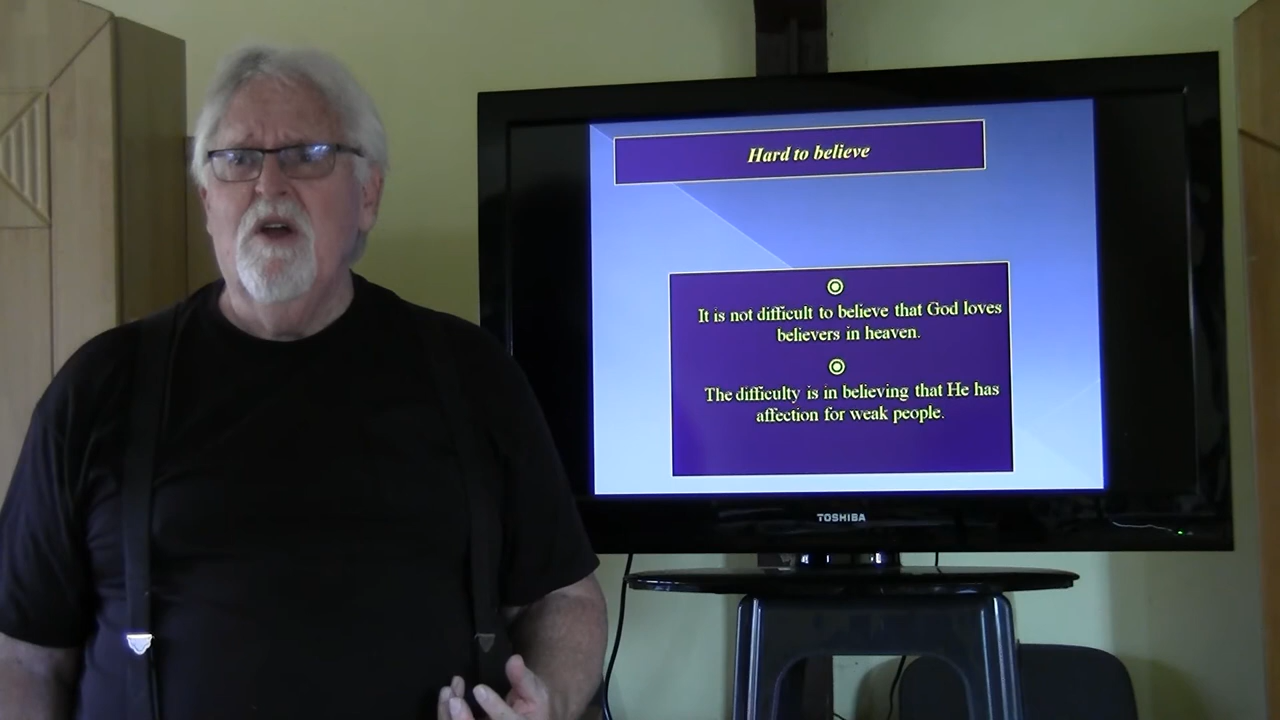 Hard to believe
It is not difficult to believe that God loves
believers in heaven.
The difficulty is in believing that He has
affection for weak people.
TOSHIBA